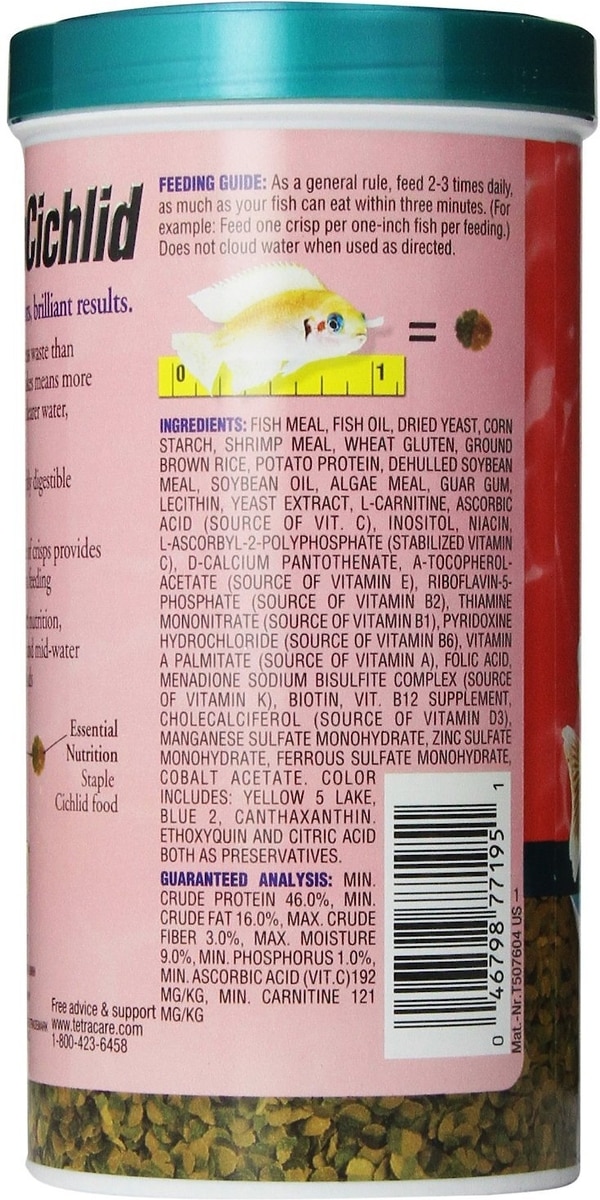 Cichlid
brilliant results.
waste than
means more
water,
digestible
of crisps provides
feeding
nutrition,
mid-water
Essential
Nutrition
Staple
Cichlid food
Free advice & support
www.tetracare.com
1-800-423-6458
FEEDING GUIDE: As a general rule, feed 2-3 times daily,
as much as your fish can eat within three minutes. (For
example: Feed one crisp per one-inch fish per feeding.)
Does not cloud water when used as directed.
0 1 =
INGREDIENTS: FISH MEAL, FISH OIL, DRIED YEAST, CORN
STARCH, SHRIMP MEAL, WHEAT GLUTEN, GROUND
BROWN RICE, POTATO PROTEIN, DEHULLED SOYBEAN
MEAL, SOYBEAN OIL, ALGAE MEAL, GUAR GUM,
LECITHIN, YEAST EXTRACT, L-CARNITINE, ASCORBIC
ACID (SOURCE OF VIT. C), INOSITOL, NIACIN,
L-ASCORBYL-2-POLYPHOSPHATE (STABILIZED VITAMIN
C), D-CALCIUM PANTOTHENATE, A-TOCOPHEROL-
ACETATE (SOURCE OF VITAMIN E), RIBOFLAVIN-5-
PHOSPHATE (SOURCE OF VITAMIN B2), THIAMINE
MONONITRATE (SOURCE OF VITAMIN B1), PYRIDOXINE
HYDROCHLORIDE (SOURCE OF VITAMIN B6), VITAMIN
A PALMITATE (SOURCE OF VITAMIN A), FOLIC ACID,
MENADIONE SODIUM BISULFITE COMPLEX (SOURCE
OF VITAMIN K), BIOTIN, VIT. B12 SUPPLEMENT,
CHOLECALCIFEROL (SOURCE OF VITAMIN D3),
MANGANESE SULFATE MONOHYDRATE, ZINC SULFATE
MONOHYDRATE, FERROUS SULFATE MONOHYDRATE,
COBALT ACETATE. COLOR
INCLUDES: YELLOW 5 LAKE,
BLUE 2, CANTHAXANTHIN.
ETHOXYQUIN AND CITRIC ACID
BOTH AS PRESERVATIVES.
GUARANTEED ANALYSIS: MIN.
CRUDE PROTEIN 46.0%, MIN.
CRUDE FAT 16.0%, MAX. CRUDE
FIBER 3.0%, MAX. MOISTURE
9.0%, MIN. PHOSPHORUS 1.0%,
MIN. ASCORBIC ACID (VIT.C)192
MG/KG, MIN. CARNITINE 121
MG/KG
0 46798 77195 1
Mat.-Nr.T507604 US -1